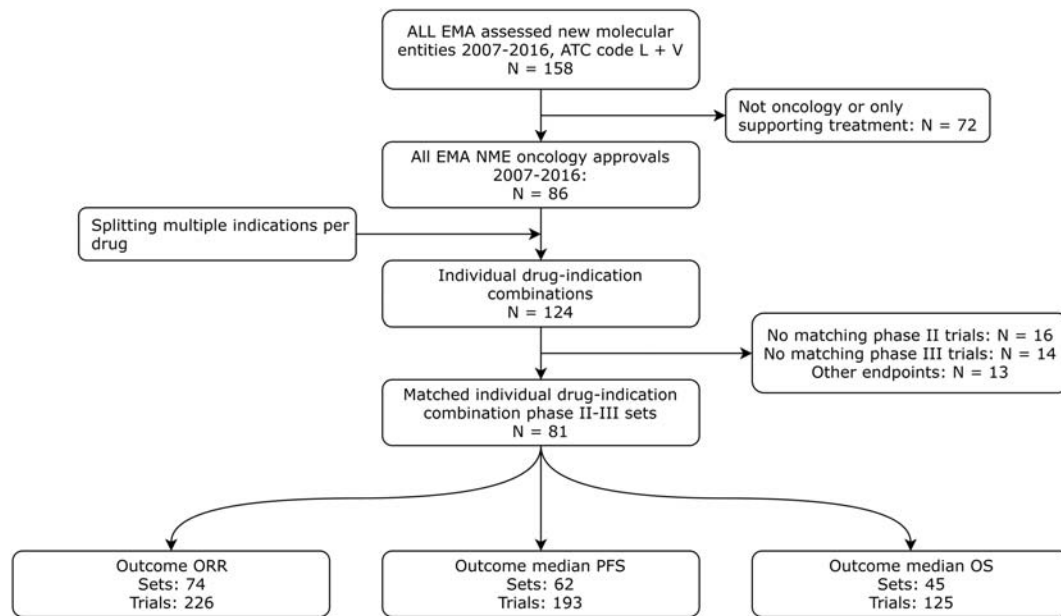 ALL EMA assessed new molecular
entities 2007-2016, ATC code L + V
N = 158
Not oncology or only
supporting treatment: N = 72
All EMA NME oncology approvals
2007-2016:
N = 86
Splitting multiple indications per
drug
Individual drug-indication
combinations
N = 124
No matching phase II trials: N = 16
No matching phase III trials: N = 14
Other endpoints: N = 13
Matched individual drug-indication
combination phase II-III sets
N = 81
Outcome ORR
Sets: 74
Trials: 226
Outcome median PFS
Sets: 62
Trials: 193
Outcome median OS
Sets: 45
Trials: 125